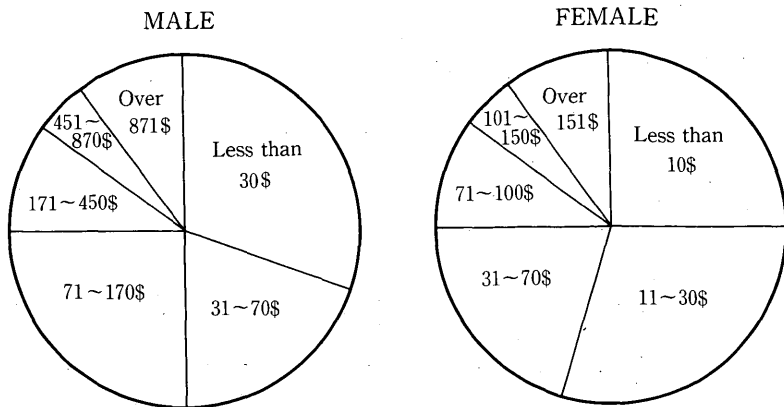 MALE
Over
871$
451～
870$
171～450$
71～170$
Less than
30$
31～70$
FEMALE
Over
151$
101～
150$
71～100$
31～70$
Less than
10$
11～30$